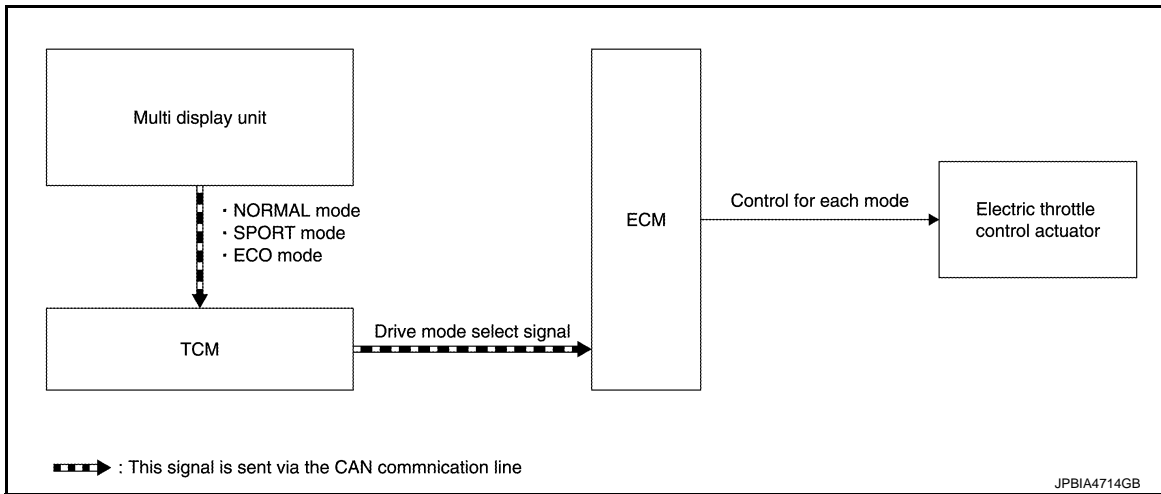 Multi display unit
· NORMAL mode
· SPORT mode
· ECO mode
TCM
Drive mode select signal
ECM
Control for each mode
Electric throttle
control actuator
: This signal is sent via the CAN commnication line
JPBIA4714GB